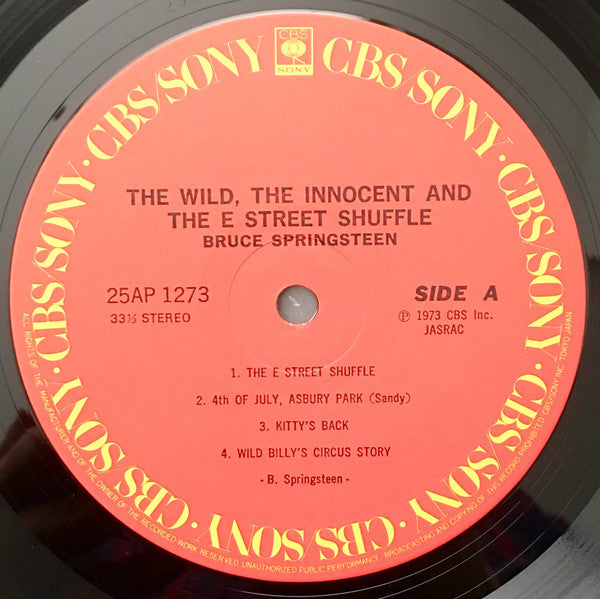 CBS
SONY
CBS/SONY · CBS/SONY · CBS/SONY · CBS/SONY · CBS/SONY · CBS/SONY · CBS/SONY · CBS/SONY
THE WILD, THE INNOCENT AND
THE E STREET SHUFFLE
BRUCE SPRINGSTEEN
25AP 1273
SIDE A
33⅓ STEREO
℗ 1973 CBS Inc.
JASRAC
1. THE E STREET SHUFFLE
2. 4th OF JULY, ASBURY PARK (Sandy)
3. KITTY'S BACK
4. WILD BILLY'S CIRCUS STORY
- B. Springsteen -
ALL RIGHTS OF THE MANUFACTURER AND OF THE OWNER OF THE RECORDED WORK RESERVED. UNAUTHORIZED PUBLIC PERFORMANCE, BROADCASTING AND COPYING OF THIS RECORD PROHIBITED CBS/SONY INC. TOKYO JAPAN